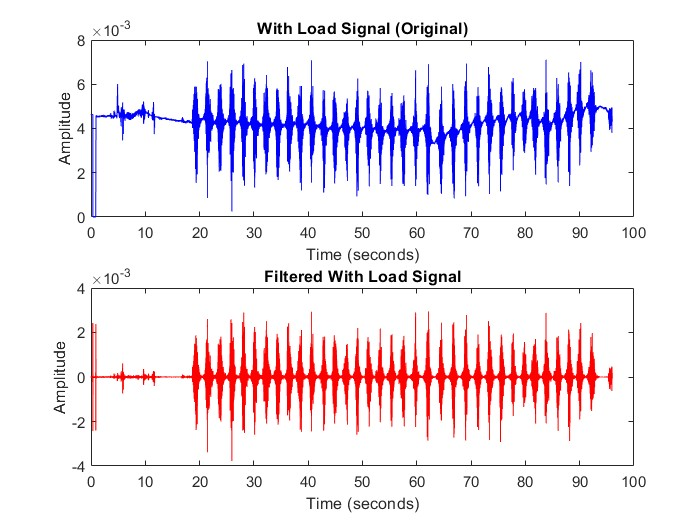 With Load Signal (Original)
×10-3
8
6
4
2
0
Amplitude
0 10 20 30 40 50 60 70 80 90 100
Time (seconds)
Filtered With Load Signal
×10-3
4
2
0
-2
-4
Amplitude
0 10 20 30 40 50 60 70 80 90 100
Time (seconds)